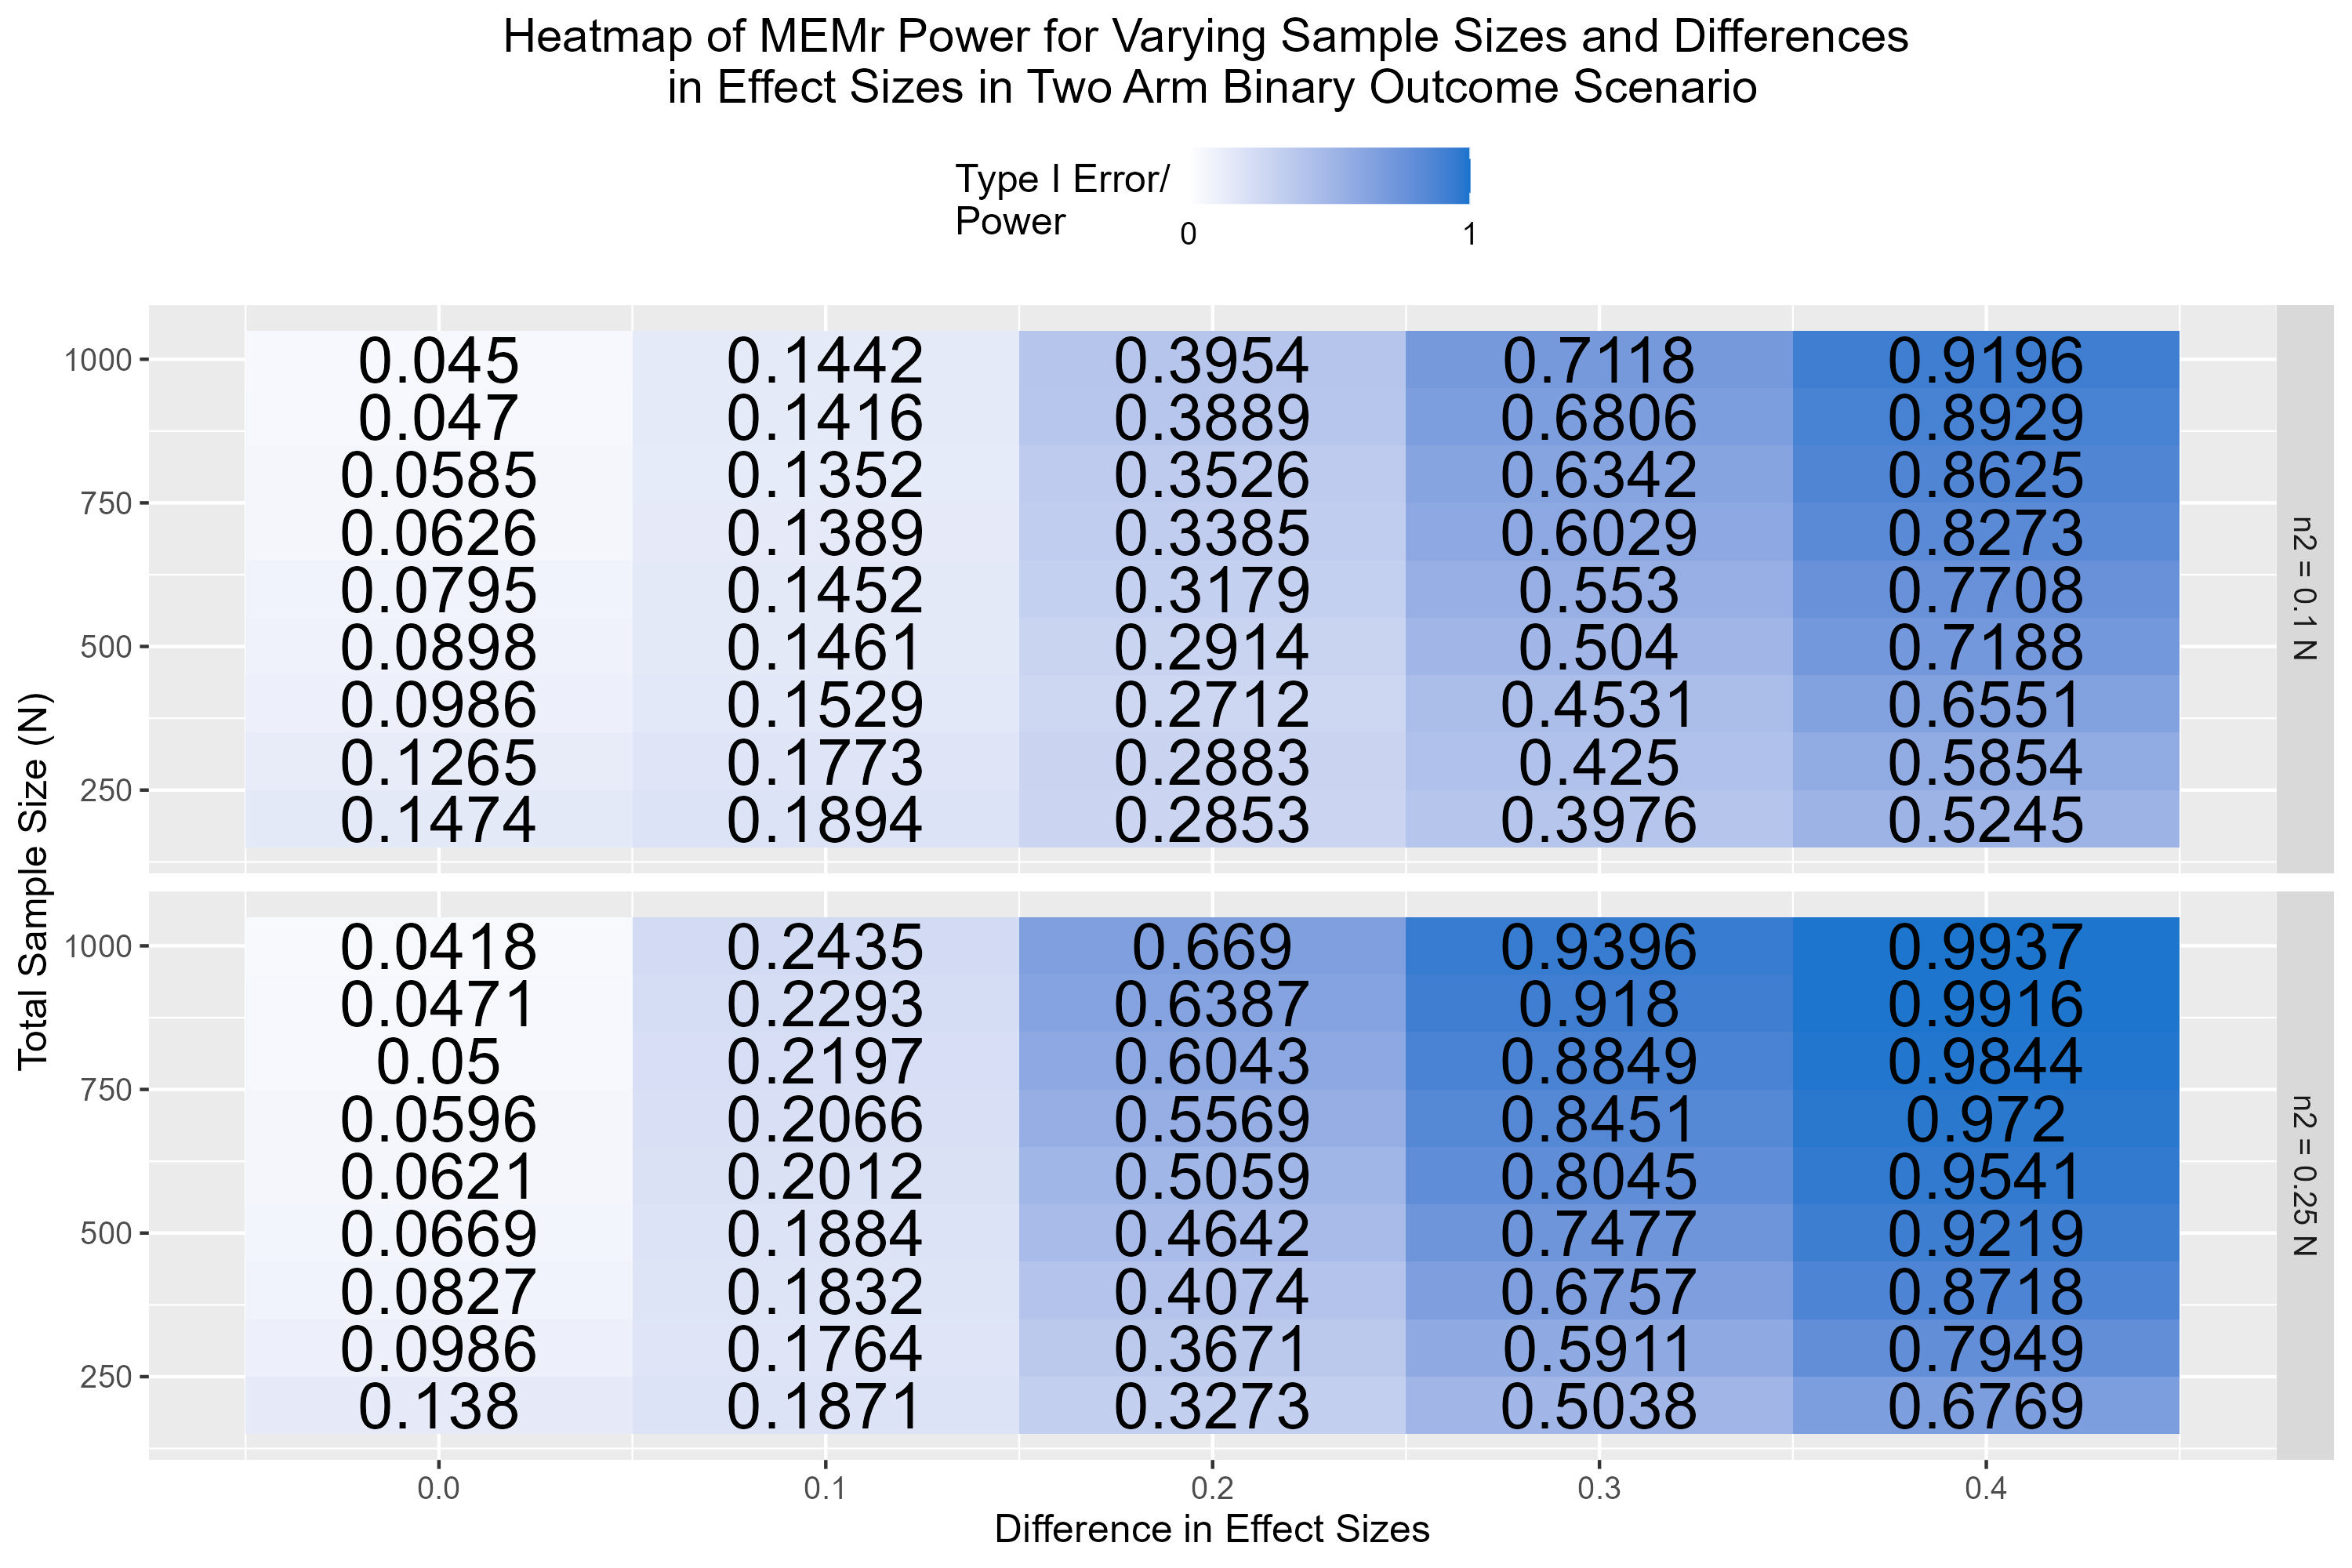 Heatmap of MEMr Power for Varying Sample Sizes and Differences
in Effect Sizes in Two Arm Binary Outcome Scenario
Type I Error/
Power
0 1
Total Sample Size (N)
1000 0.045 0.1442 0.3954 0.7118 0.9196
0.047 0.1416 0.3889 0.6806 0.8929
0.0585 0.1352 0.3526 0.6342 0.8625
750
0.0626 0.1389 0.3385 0.6029 0.8273
0.0795 0.1452 0.3179 0.553 0.7708
500 0.0898 0.1461 0.2914 0.504 0.7188
0.0986 0.1529 0.2712 0.4531 0.6551
0.1265 0.1773 0.2883 0.425 0.5854
250
0.1474 0.1894 0.2853 0.3976 0.5245
n2 = 0.1 N
1000 0.0418 0.2435 0.669 0.9396 0.9937
0.0471 0.2293 0.6387 0.918 0.9916
0.05 0.2197 0.6043 0.8849 0.9844
750
0.0596 0.2066 0.5569 0.8451 0.972
0.0621 0.2012 0.5059 0.8045 0.9541
500 0.0669 0.1884 0.4642 0.7477 0.9219
0.0827 0.1832 0.4074 0.6757 0.8718
0.0986 0.1764 0.3671 0.5911 0.7949
250
0.138 0.1871 0.3273 0.5038 0.6769
n2 = 0.25 N
0.0 0.1 0.2 0.3 0.4
Difference in Effect Sizes